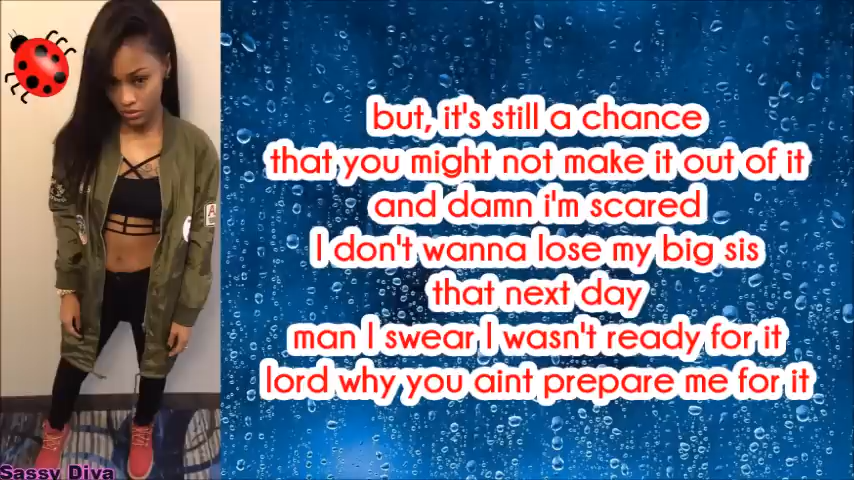 but, it's still a chance
that you might not make it out of it
and damn i'm scared
I don't wanna lose my big sis
that next day
man I swear I wasn't ready for it
lord why you aint prepare me for it
Sassy Diva